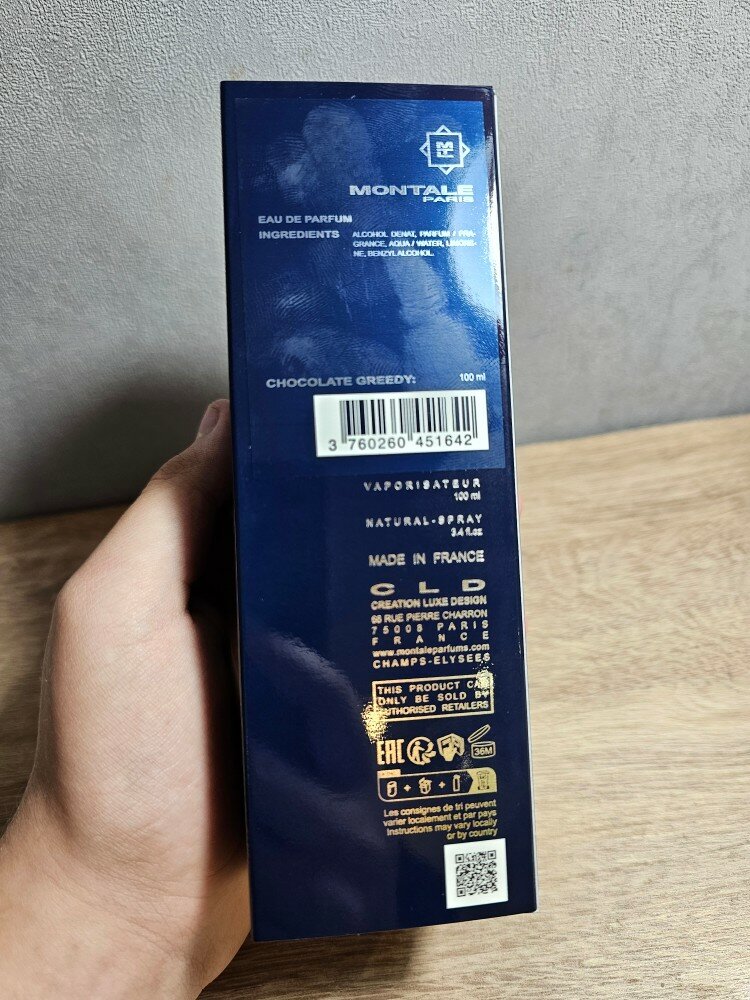 MONTALE
PARIS
EAU DE PARFUM
INGREDIENTS
ALCOHOL DENAT, PARFUM / FRA-
GRANCE, AQUA / WATER, LIMONE-
NE, BENZYL ALCOHOL.
CHOCOLATE GREEDY: 100 ml
3 760260 451642
VAPORISATEUR
100 ml
NATURAL-SPRAY
3.4 fl.oz
MADE IN FRANCE
CLD
CREATION LUXE DESIGN
66 RUE PIERRE CHARRON
75008 PARIS
FRANCE
www.montaleparfums.com
CHAMPS-ELYSEES
THIS PRODUCT CAN
ONLY BE SOLD BY
AUTHORISED RETAILERS
EAC
36M
Les consignes de tri peuvent
varier localement et par pays
Instructions may vary locally
or by country